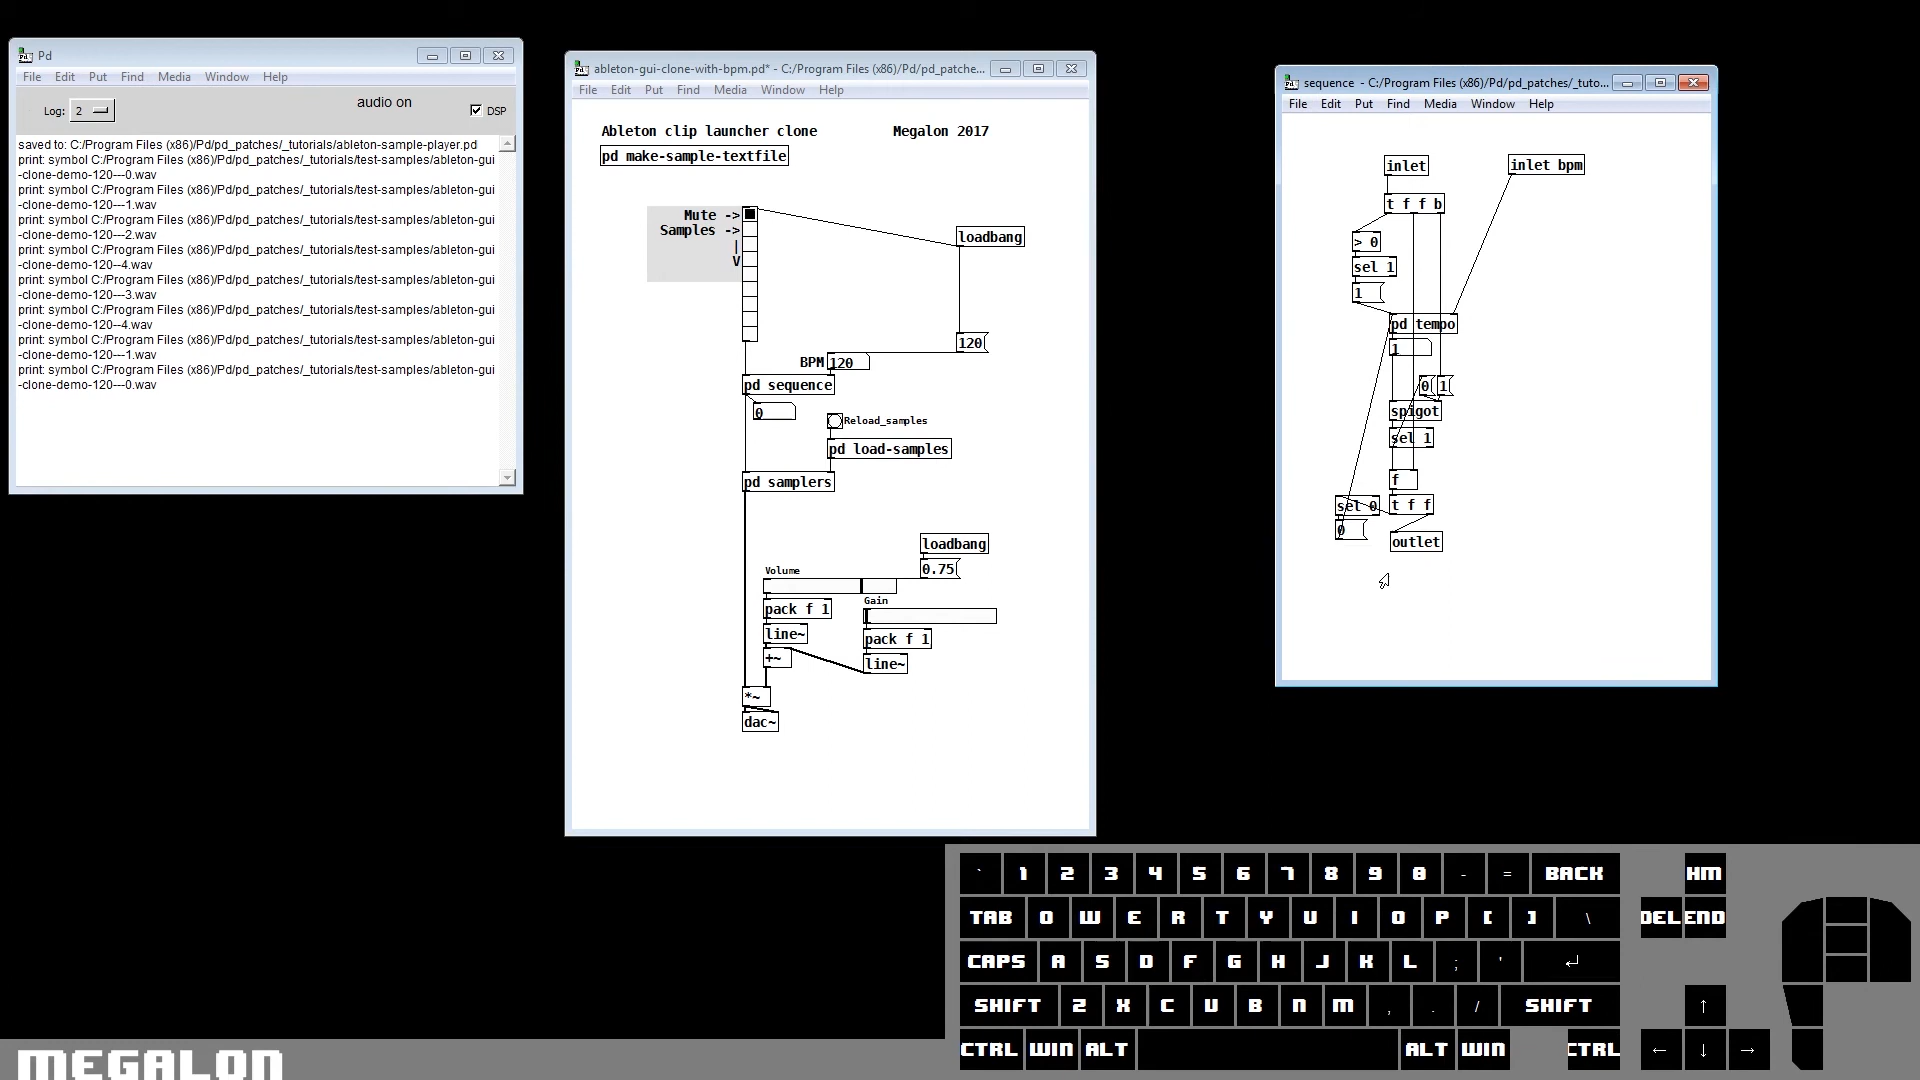 Pd
File Edit Put Find Media Window Help
Log: 2 audio on DSP
saved to: C:/Program Files (x86)/Pd/pd_patches/_tutorials/ableton-sample-player.pd
print: symbol C:/Program Files (x86)/Pd/pd_patches/_tutorials/test-samples/ableton-gui
-clone-demo-120---0.wav
print: symbol C:/Program Files (x86)/Pd/pd_patches/_tutorials/test-samples/ableton-gui
-clone-demo-120---1.wav
print: symbol C:/Program Files (x86)/Pd/pd_patches/_tutorials/test-samples/ableton-gui
-clone-demo-120---2.wav
print: symbol C:/Program Files (x86)/Pd/pd_patches/_tutorials/test-samples/ableton-gui
-clone-demo-120--4.wav
print: symbol C:/Program Files (x86)/Pd/pd_patches/_tutorials/test-samples/ableton-gui
-clone-demo-120---3.wav
print: symbol C:/Program Files (x86)/Pd/pd_patches/_tutorials/test-samples/ableton-gui
-clone-demo-120--4.wav
print: symbol C:/Program Files (x86)/Pd/pd_patches/_tutorials/test-samples/ableton-gui
-clone-demo-120---1.wav
print: symbol C:/Program Files (x86)/Pd/pd_patches/_tutorials/test-samples/ableton-gui
-clone-demo-120---0.wav
ableton-gui-clone-with-bpm.pd* - C:/Program Files (x86)/Pd/pd_patche...
File Edit Put Find Media Window Help
Ableton clip launcher clone Megalon 2017
pd make-sample-textfile
Mute ->
Samples ->
|
V
loadbang
120
BPM 120
pd sequence
0
Reload_samples
pd load-samples
pd samplers
loadbang
0.75
Volume
pack f 1
Gain
line~
pack f 1
+~
line~
*~
dac~
sequence - C:/Program Files (x86)/Pd/pd_patches/_tuto...
File Edit Put Find Media Window Help
inlet inlet bpm
t f f b
> 0
sel 1
1
pd tempo
1
0 1
spigot
sel 1
f
sel 0 t f f
0
outlet
` 1 2 3 4 5 6 7 8 9 0 - = BACK HM
TAB Q W E R T Y U I O P [ ] \ DEL END
CAPS A S D F G H J K L ; ' ↵
SHIFT Z X C V B N M , . / SHIFT ↑
CTRL WIN ALT ALT WIN CTRL ← ↓ →
MEGALON